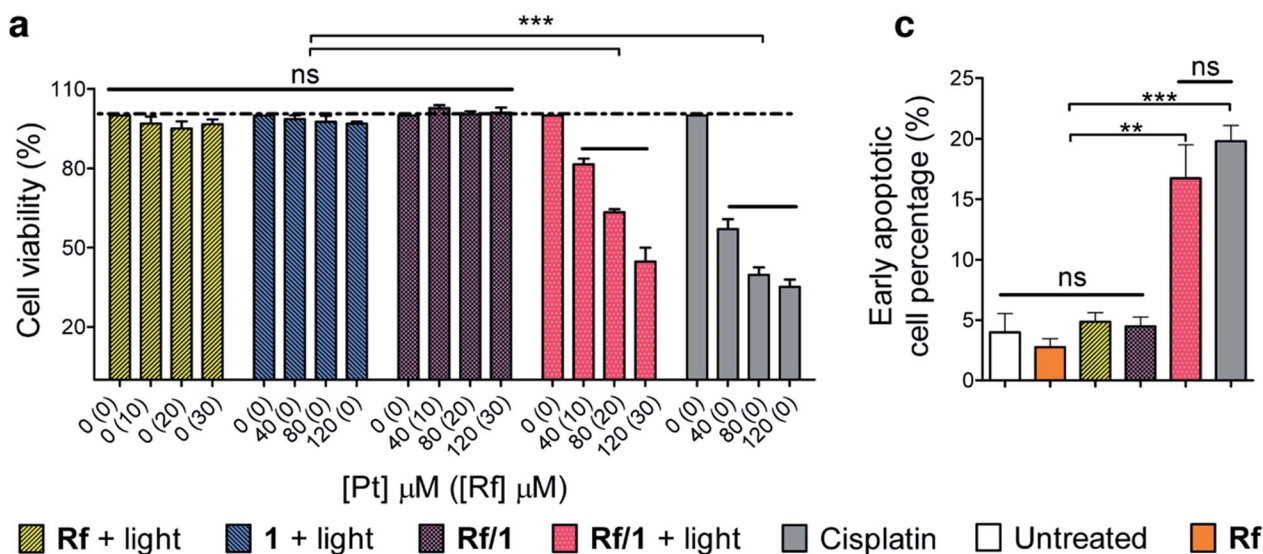 a
***
ns
110
80
50
20
Cell viability (%)
0 (0)
0 (10)
0 (20)
0 (30)
0 (0)
40 (0)
80 (0)
120 (0)
0 (0)
40 (10)
80 (20)
120 (30)
0 (0)
40 (10)
80 (20)
120 (30)
0 (0)
40 (0)
80 (0)
120 (0)
[Pt] μM ([Rf] μM)
c
ns
***
**
ns
25
20
15
10
5
0
Early apoptotic
cell percentage (%)
Rf + light
1 + light
Rf/1
Rf/1 + light
Cisplatin
Untreated
Rf